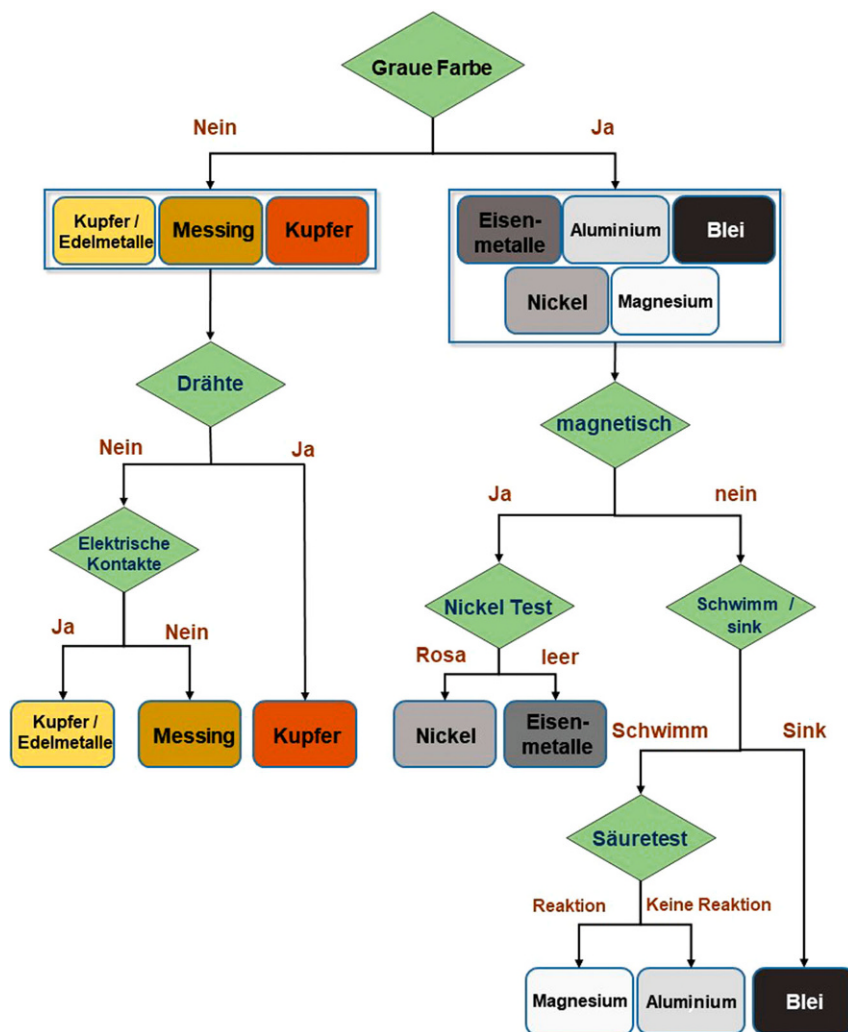 Graue Farbe
Nein
Ja
Kupfer /
Edelmetalle
Messing
Kupfer
Eisen-
metalle
Aluminium
Blei
Nickel
Magnesium
Drähte
magnetisch
Nein
Ja
Ja
nein
Elektrische
Kontakte
Nickel Test
Schwimm /
sink
Ja
Nein
Rosa
leer
Kupfer /
Edelmetalle
Messing
Kupfer
Nickel
Eisen-
metalle
Schwimm
Sink
Säuretest
Reaktion
Keine Reaktion
Magnesium
Aluminium
Blei